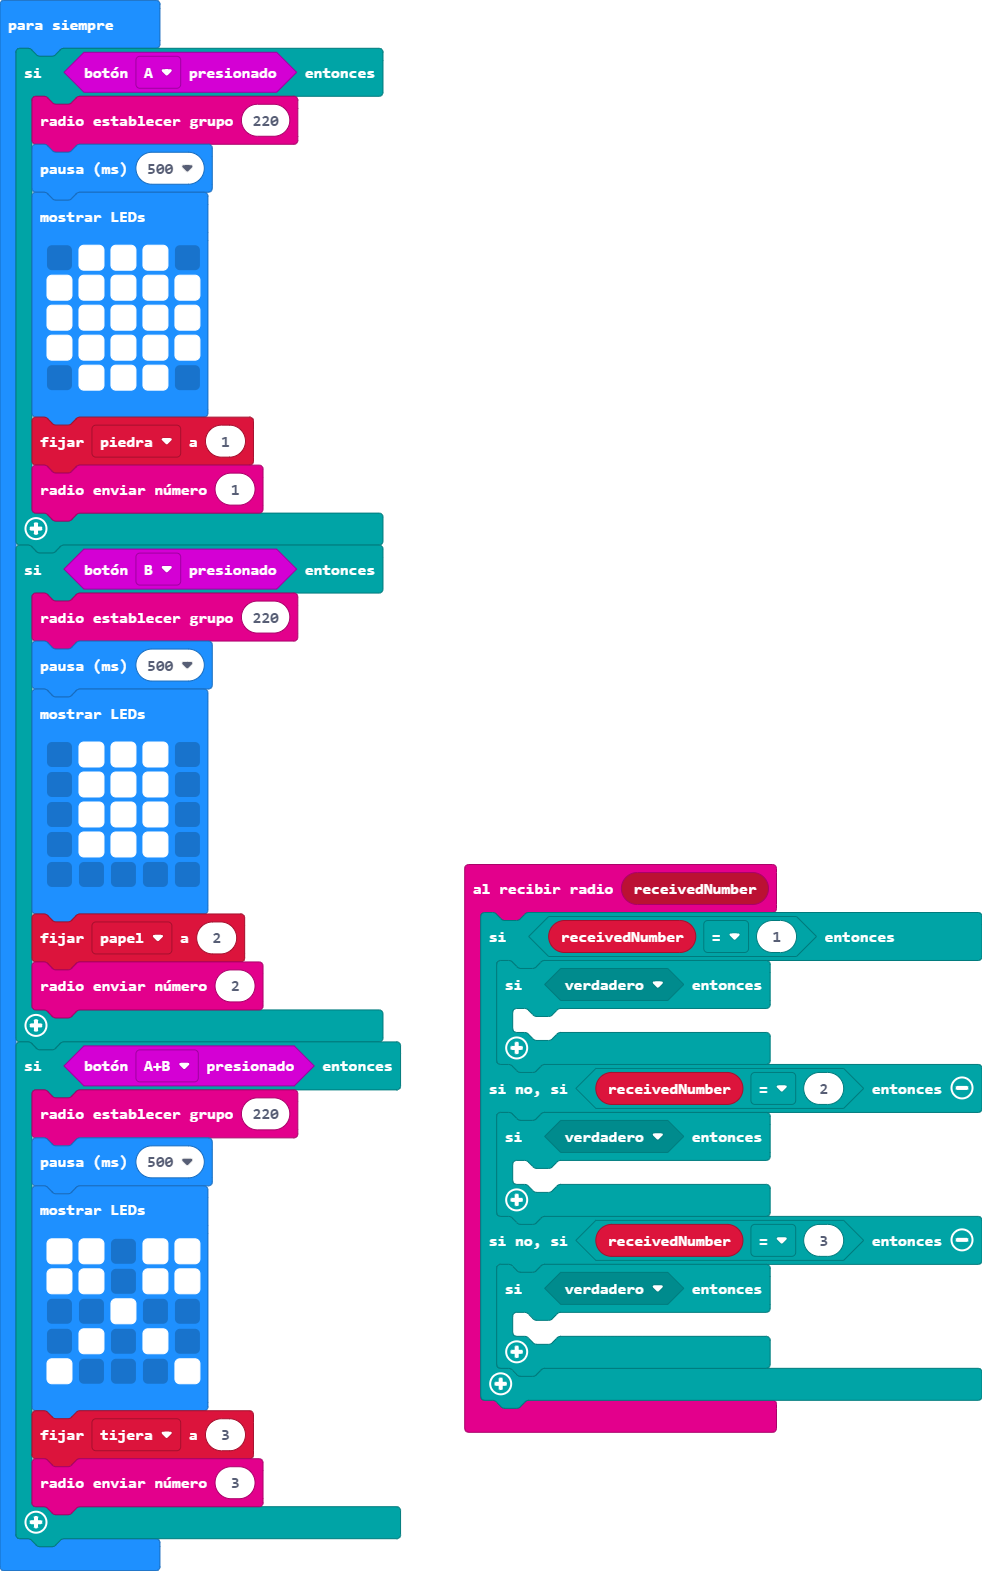 para siempre
si botón A presionado entonces
radio establecer grupo 220
pausa (ms) 500
mostrar LEDs
fijar piedra a 1
radio enviar número 1
si botón B presionado entonces
radio establecer grupo 220
pausa (ms) 500
mostrar LEDs
fijar papel a 2
radio enviar número 2
si botón A+B presionado entonces
radio establecer grupo 220
pausa (ms) 500
mostrar LEDs
fijar tijera a 3
radio enviar número 3
al recibir radio receivedNumber
si receivedNumber = 1 entonces
si verdadero entonces
si no, si receivedNumber = 2 entonces
si verdadero entonces
si no, si receivedNumber = 3 entonces
si verdadero entonces